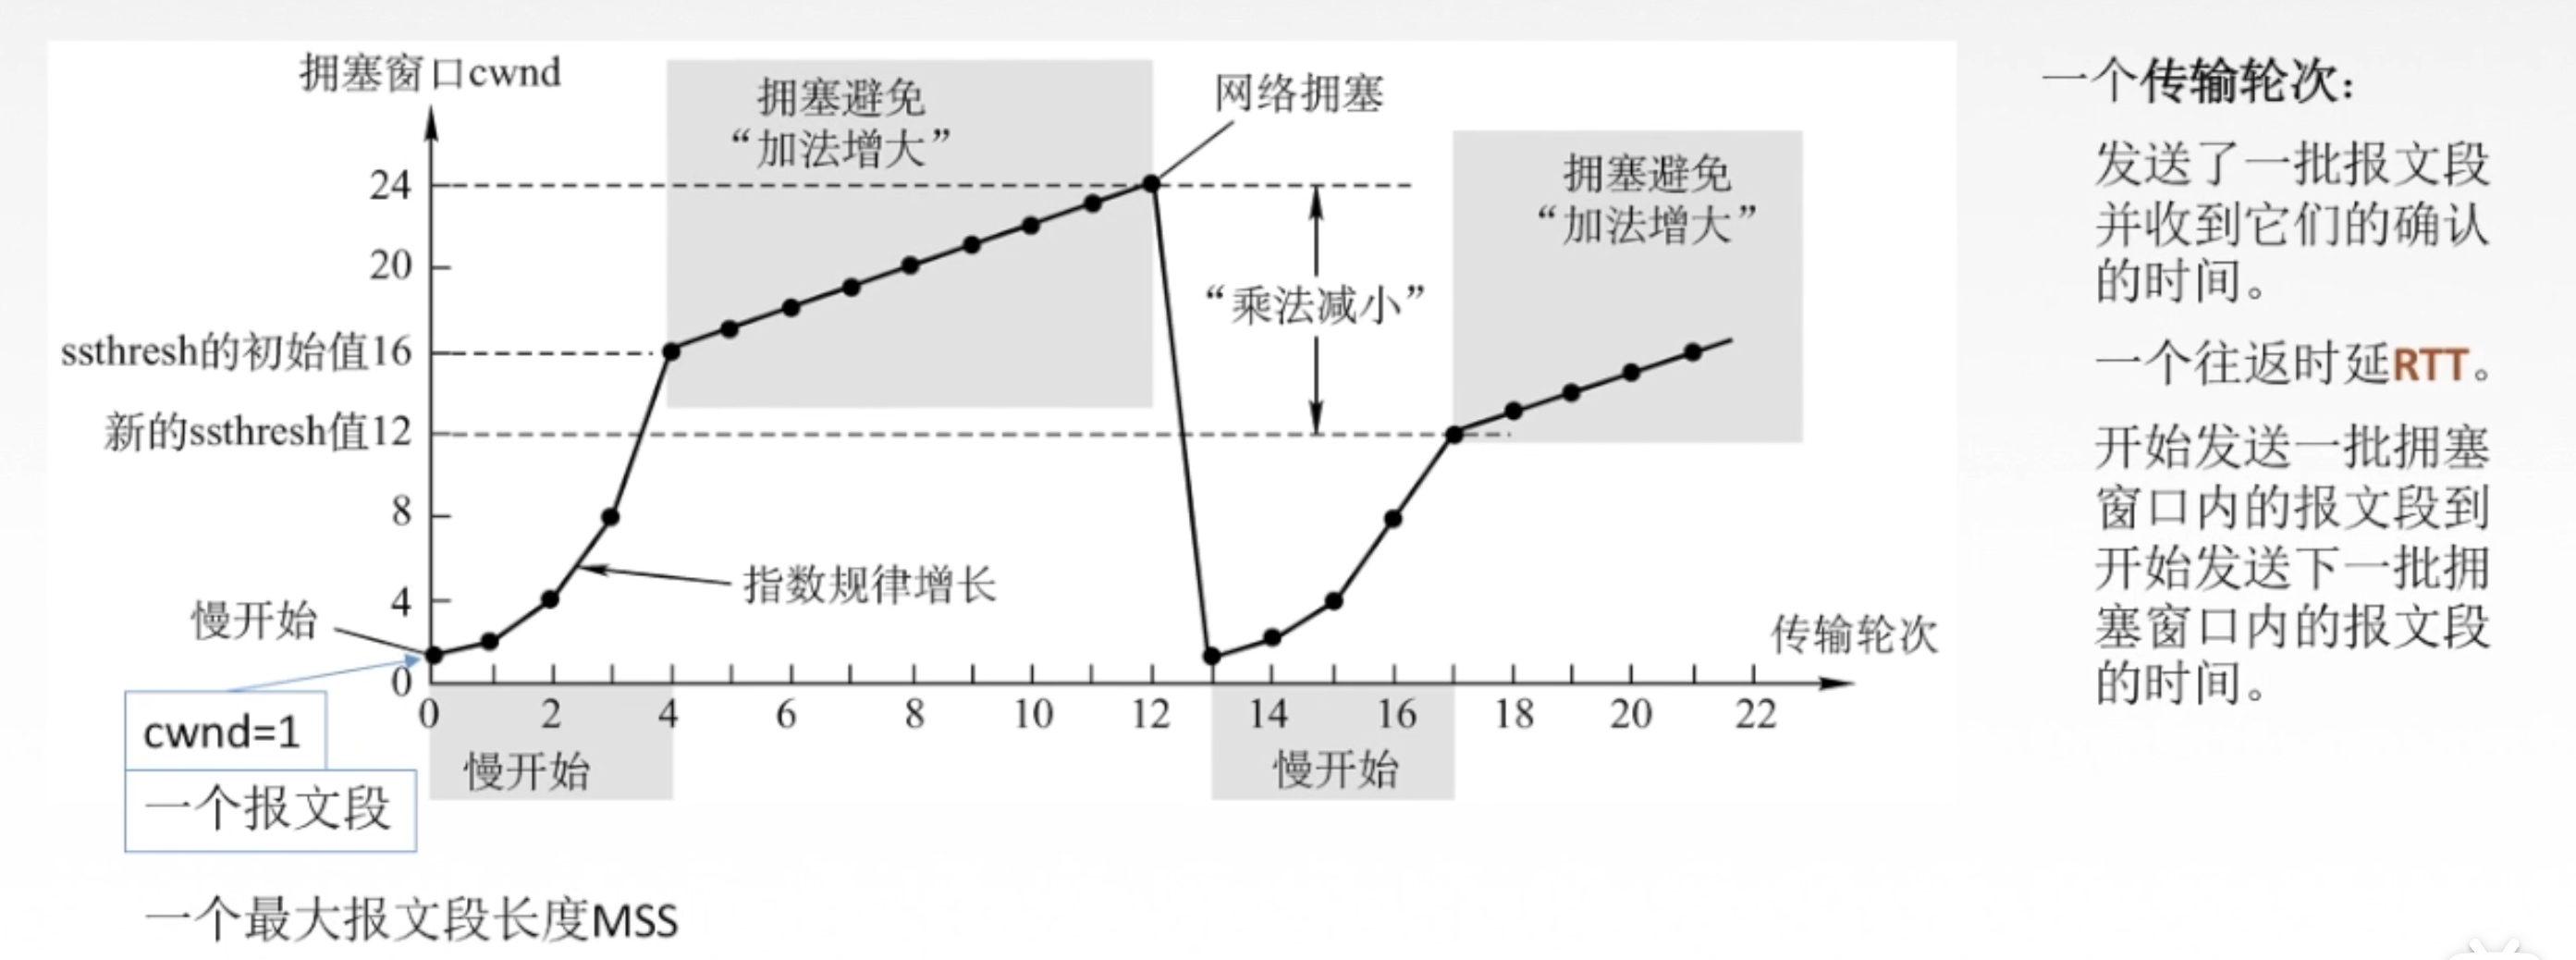 拥塞窗口cwnd
拥塞避免
“加法增大”
网络拥塞
24
20
ssthresh的初始值16
新的ssthresh值12
8
4
0
“乘法减小”
拥塞避免
“加法增大”
指数规律增长
慢开始
传输轮次
0 2 4 6 8 10 12 14 16 18 20 22
慢开始
慢开始
cwnd=1
一个报文段
一个最大报文段长度MSS
一个传输轮次：
发送了一批报文段
并收到它们的确认
的时间。
一个往返时延RTT。
开始发送一批拥塞
窗口内的报文段到
开始发送下一批拥
塞窗口内的报文段
的时间。